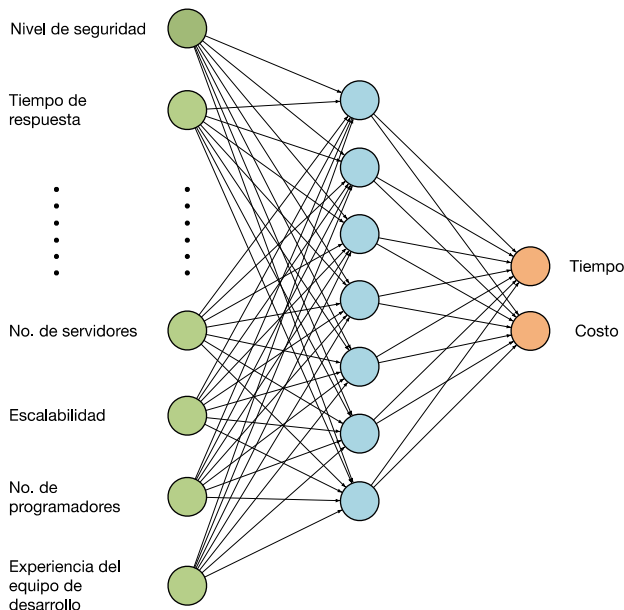 Nivel de seguridad
Tiempo de
respuesta
No. de servidores
Escalabilidad
No. de
programadores
Experiencia del
equipo de
desarrollo
Tiempo
Costo